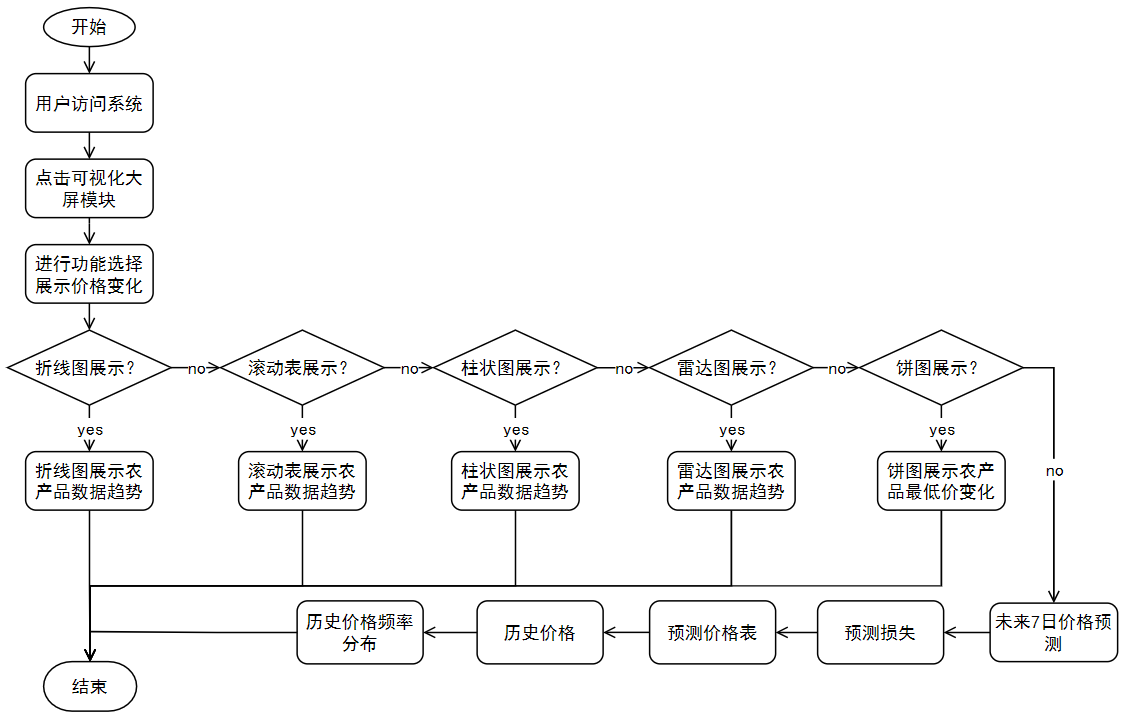 开始
用户访问系统
点击可视化大
屏模块
进行功能选择
展示价格变化
折线图展示?
no
滚动表展示?
no
柱状图展示?
no
雷达图展示?
no
饼图展示?
yes
yes
yes
yes
yes
no
折线图展示农
产品数据趋势
滚动表展示农
产品数据趋势
柱状图展示农
产品数据趋势
雷达图展示农
产品数据趋势
饼图展示农产
品最低价变化
未来7日价格预
测
预测损失
预测价格表
历史价格
历史价格频率
分布
结束